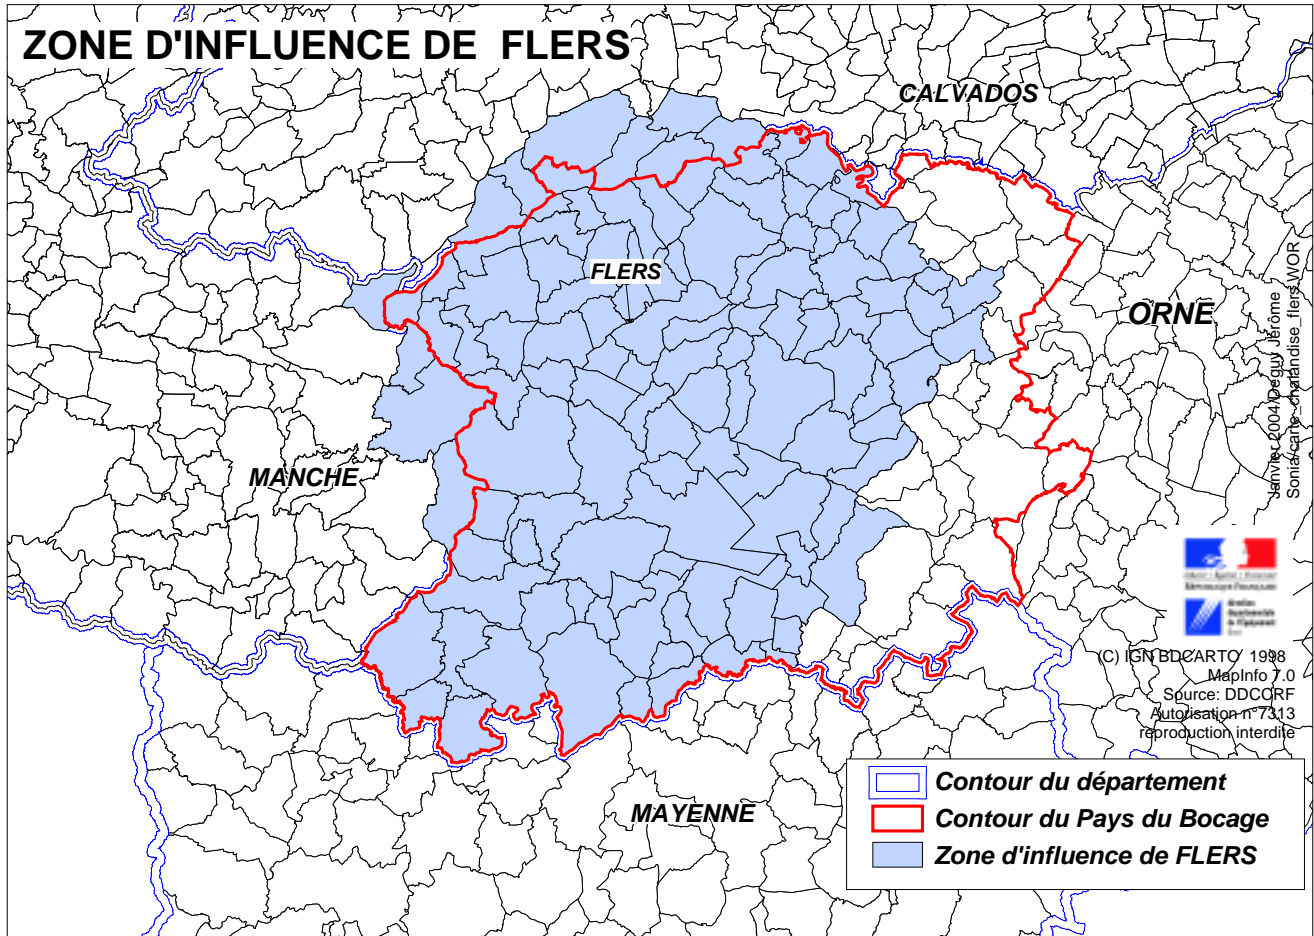 ZONE D'INFLUENCE DE FLERS
CALVADOS
FLERS
ORNE
MANCHE
MAYENNE
Janvier 2004/Deguy Jérome
Sonia/carte_chalandise_flers.WOR
(C) IGN BDCARTO 1998
MapInfo 7.0
Source: DDCCRF
Autorisation n°7313
reproduction interdite
Contour du département
Contour du Pays du Bocage
Zone d'influence de FLERS